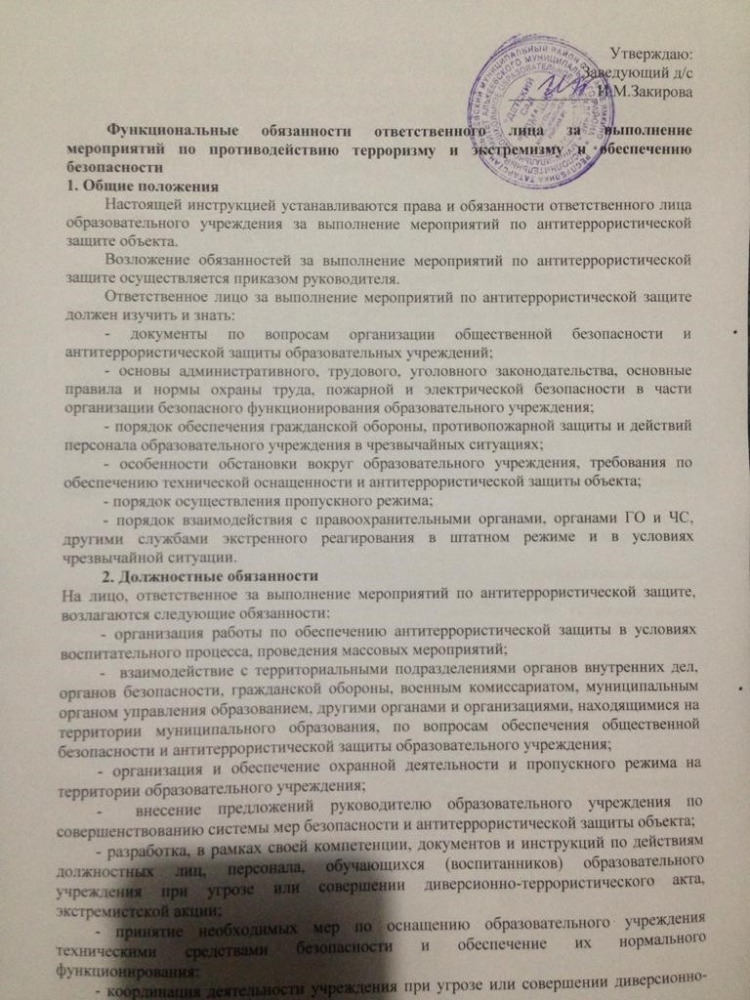 Утверждаю:
Заведующий д/с
И.М.Закирова
Функциональные обязанности ответственного лица за выполнение
мероприятий по противодействию терроризму и экстремизму и обеспечению
безопасности
1. Общие положения
Настоящей инструкцией устанавливаются права и обязанности ответственного лица
образовательного учреждения за выполнение мероприятий по антитеррористической
защите объекта.
Возложение обязанностей за выполнение мероприятий по антитеррористической
защите осуществляется приказом руководителя.
Ответственное лицо за выполнение мероприятий по антитеррористической защите
должен изучить и знать:
- документы по вопросам организации общественной безопасности и
антитеррористической защиты образовательных учреждений;
- основы административного, трудового, уголовного законодательства, основные
правила и нормы охраны труда, пожарной и электрической безопасности в части
организации безопасного функционирования образовательного учреждения;
- порядок обеспечения гражданской обороны, противопожарной защиты и действий
персонала образовательного учреждения в чрезвычайных ситуациях;
- особенности обстановки вокруг образовательного учреждения, требования по
обеспечению технической оснащенности и антитеррористической защиты объекта;
- порядок осуществления пропускного режима;
- порядок взаимодействия с правоохранительными органами, органами ГО и ЧС,
другими службами экстренного реагирования в штатном режиме и в условиях
чрезвычайной ситуации.
2. Должностные обязанности
На лицо, ответственное за выполнение мероприятий по антитеррористической защите,
возлагаются следующие обязанности:
- организация работы по обеспечению антитеррористической защиты в условиях
воспитательного процесса, проведения массовых мероприятий;
- взаимодействие с территориальными подразделениями органов внутренних дел,
органов безопасности, гражданской обороны, военным комиссариатом, муниципальным
органом управления образованием, другими органами и организациями, находящимися на
территории муниципального образования, по вопросам обеспечения общественной
безопасности и антитеррористической защиты образовательного учреждения;
- организация и обеспечение охранной деятельности и пропускного режима на
территории образовательного учреждения;
- внесение предложений руководителю образовательного учреждения по
совершенствованию системы мер безопасности и антитеррористической защиты объекта;
- разработка, в рамках своей компетенции, документов и инструкций по действиям
должностных лиц, персонала, обучающихся (воспитанников) образовательного
учреждения при угрозе или совершении диверсионно-террористического акта,
экстремистской акции;
- принятие необходимых мер по оснащению образовательного учреждения
техническими средствами безопасности и обеспечение их нормального
функционирования:
- координация деятельности учреждения при угрозе или совершении диверсионно-